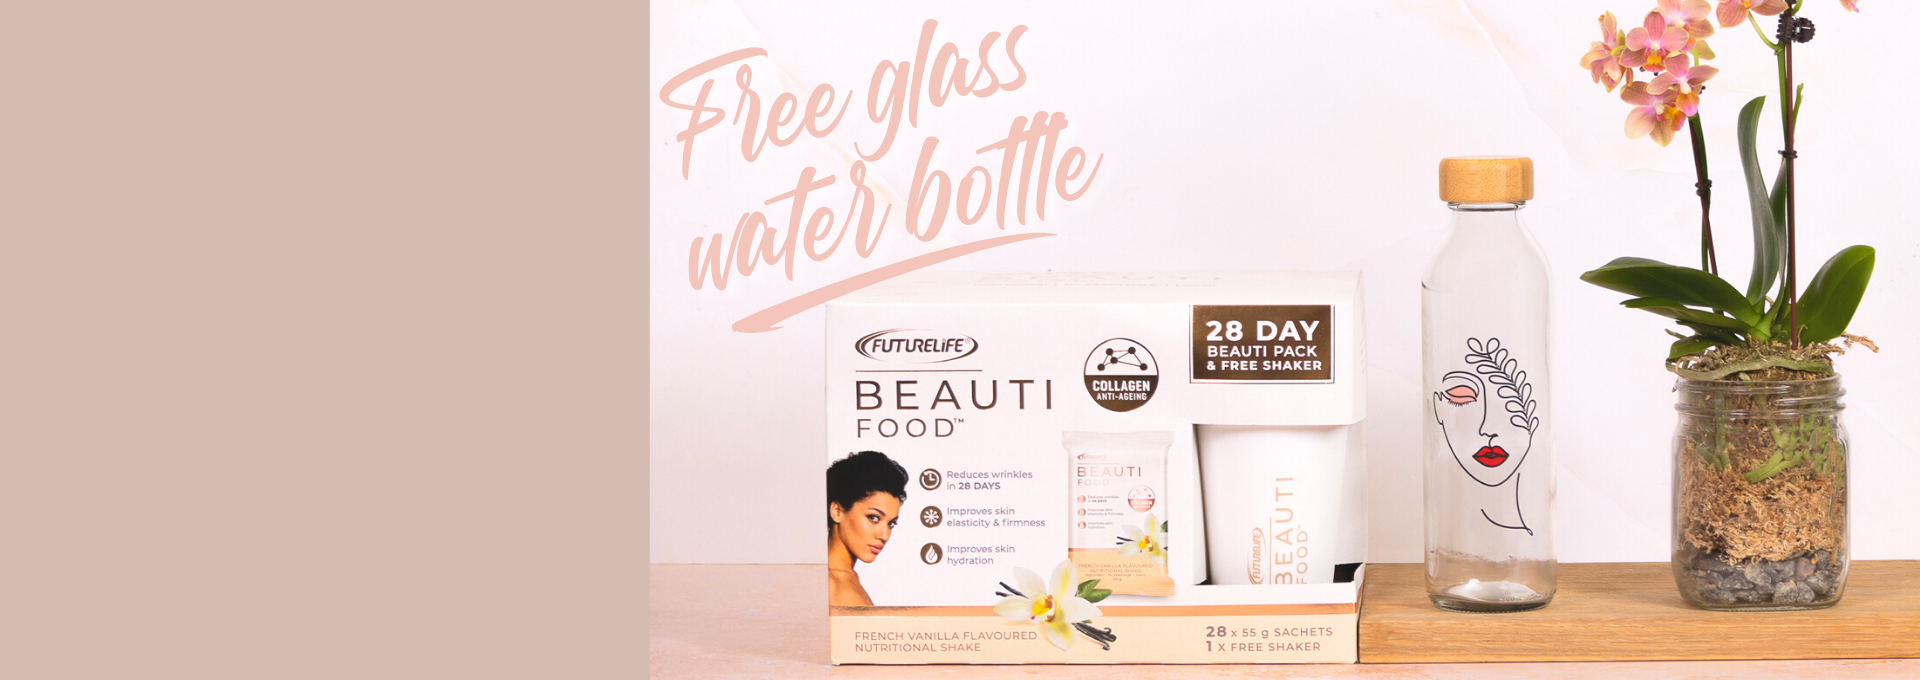 Free glass
water bottle
FUTURELiFE®
BEAUTI
FOOD™
COLLAGEN
ANTI-AGEING
28 DAY
BEAUTI PACK
& FREE SHAKER
Reduces wrinkles
in 28 DAYS
Improves skin
elasticity & firmness
Improves skin
hydration
FRENCH VANILLA FLAVOURED
NUTRITIONAL SHAKE
BEAUTI
FOOD
FUTURELiFE
BEAUTI
FOOD™
28 x 55 g SACHETS
1 X FREE SHAKER